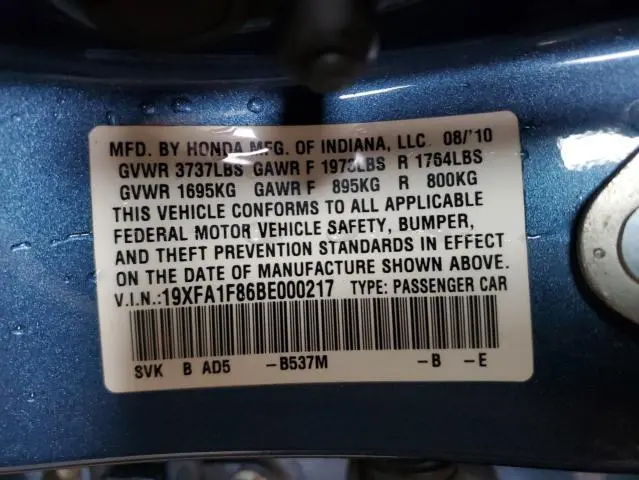 MFD. BY HONDA MFG. OF INDIANA, LLC. 08/'10
GVWR 3737LBS GAWR F 1973LBS R 1764LBS
GVWR 1695KG GAWR F 895KG R 800KG
THIS VEHICLE CONFORMS TO ALL APPLICABLE
FEDERAL MOTOR VEHICLE SAFETY, BUMPER,
AND THEFT PREVENTION STANDARDS IN EFFECT
ON THE DATE OF MANUFACTURE SHOWN ABOVE.
V.I.N.:19XFA1F86BE000217 TYPE: PASSENGER CAR
SVK B AD5 -B537M -B -E